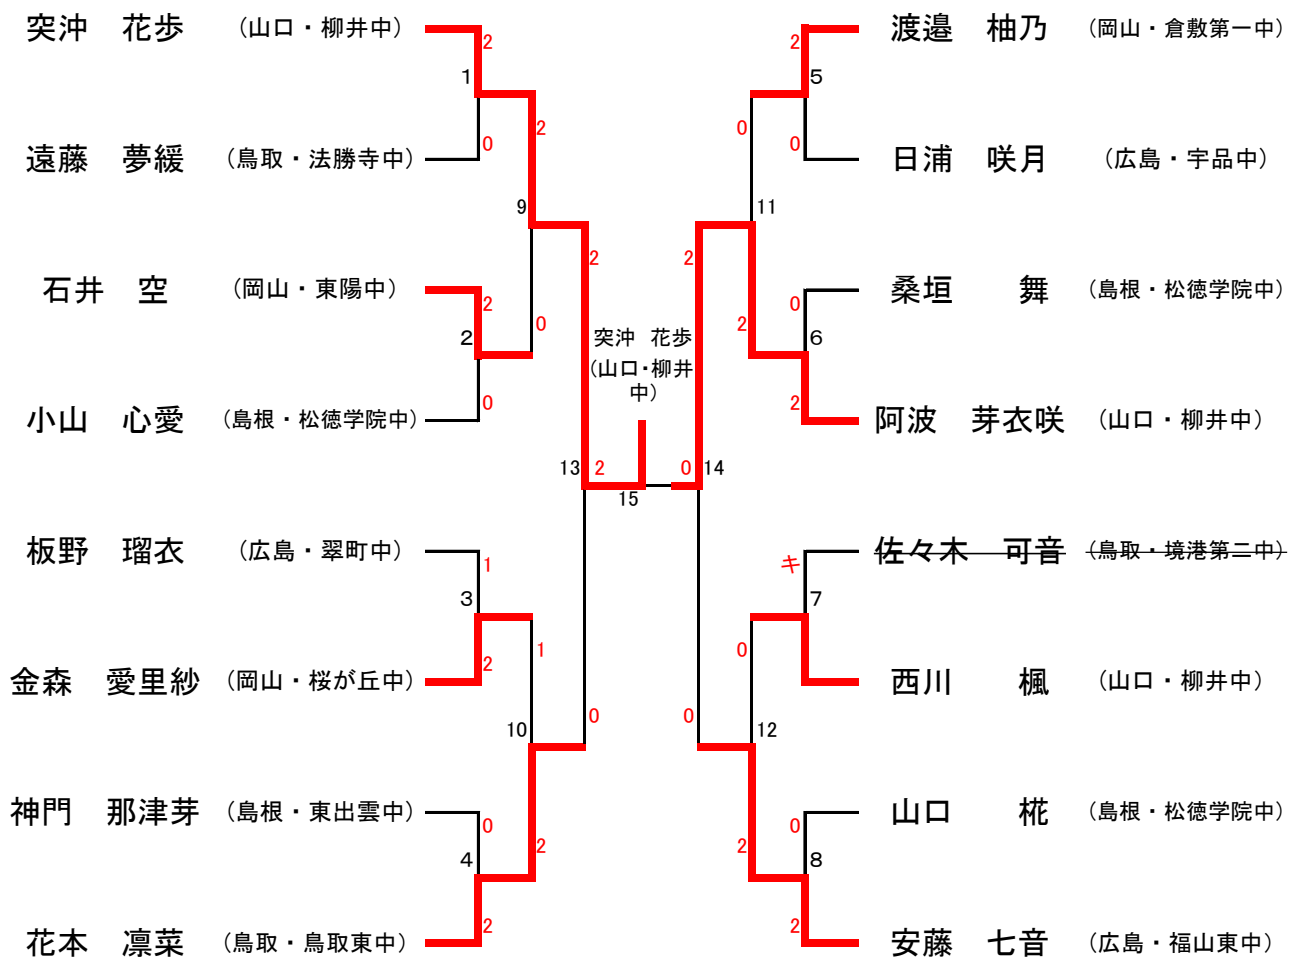 突沖　花歩　(山口・柳井中)
2
1
0
遠藤　夢緩　(鳥取・法勝寺中)
2
9
0
石井　空　(岡山・東陽中)
2
2
0
小山　心愛　(島根・松徳学院中)
2
13
0
板野　瑠衣　(広島・翠町中)
1
3
2
金森　愛里紗　(岡山・桜が丘中)
1
10
2
神門　那津芽　(島根・東出雲中)
0
4
2
花本　凛菜　(鳥取・鳥取東中)
突沖　花歩
(山口・柳井
中)
2
15
0
渡邉　柚乃　(岡山・倉敷第一中)
2
5
0
日浦　咲月　(広島・宇品中)
0
11
2
桑垣　舞　(島根・松徳学院中)
0
6
2
阿波　芽衣咲　(山口・柳井中)
2
14
0
佐々木　可音　(鳥取・境港第二中)
キ
7
西川　楓　(山口・柳井中)
0
12
2
山口　椛　(島根・松徳学院中)
0
8
2
安藤　七音　(広島・福山東中)